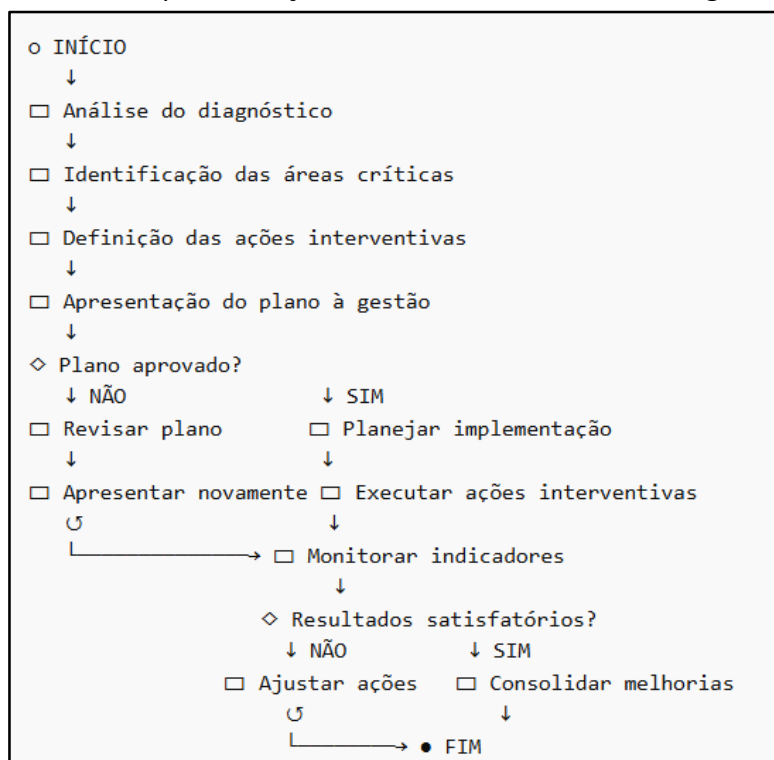 ○ INÍCIO
↓
□ Análise do diagnóstico
↓
□ Identificação das áreas críticas
↓
□ Definição das ações interventivas
↓
□ Apresentação do plano à gestão
↓
◇ Plano aprovado?
↓ NÃO ↓ SIM
□ Revisar plano □ Planejar implementação
↓ ↓
□ Apresentar novamente □ Executar ações interventivas
↺ ↓
└──────────────→ □ Monitorar indicadores
↓
◇ Resultados satisfatórios?
↓ NÃO ↓ SIM
□ Ajustar ações □ Consolidar melhorias
↺ ↓
└────────→ ● FIM